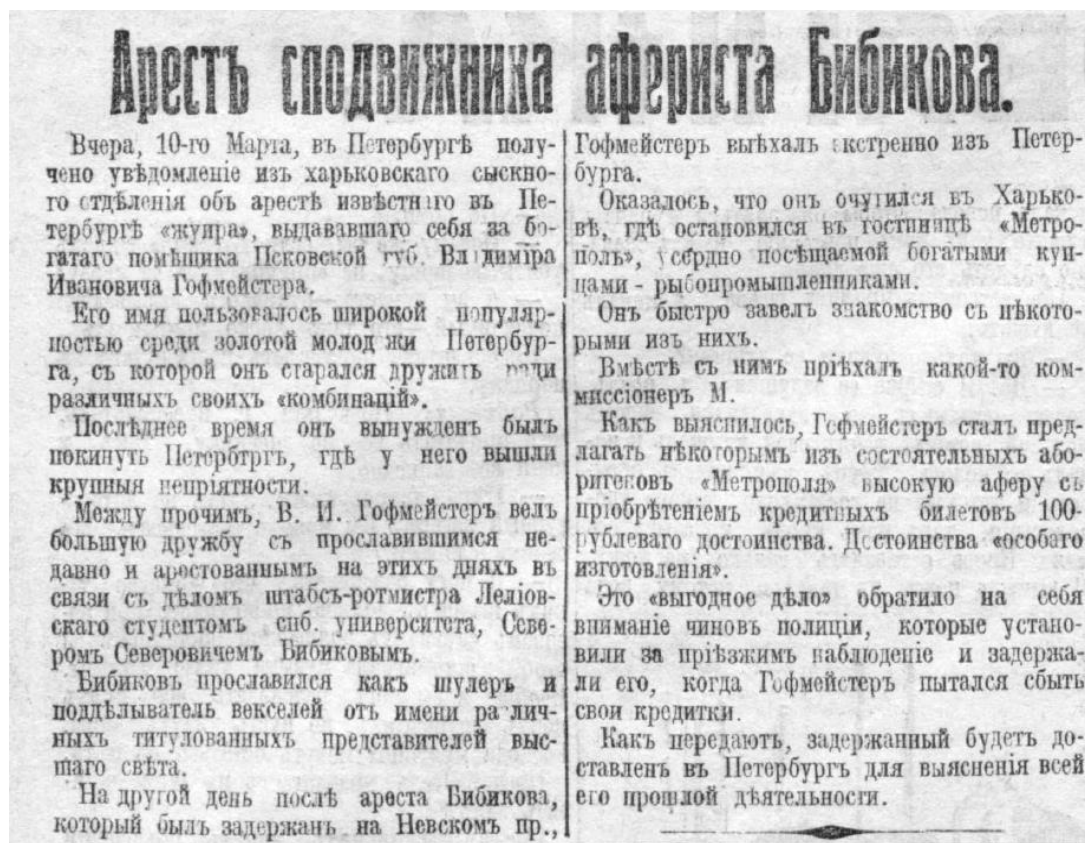 Арестъ сподвижника афериста Бибикова.
Вчера, 10-го Марта, въ Петербургѣ полу-
чено увѣдомленіе изъ харьковскаго сыскно-
го отдѣленія объ арестѣ извѣстнаго въ Пе-
тербургѣ «жуира», выдававшаго себя за бо-
гатаго помѣщика Псковской губ. Владиміра
Ивановича Гофмейстера.
Его имя пользовалось широкой популяр-
ностью среди золотой молод жи Петербур-
га, съ которой онъ старался дружить ради
различныхъ своихъ «комбинацій».
Послѣднее время онъ вынужденъ былъ
покинуть Петербтргъ, гдѣ у него вышли
крупныя непріятности.
Между прочимъ, В. И. Гофмейстеръ велъ
большую дружбу съ прославившимся не-
давно и арестованнымъ на этихъ дняхъ въ
связи съ дѣломъ штабсъ-ротмистра Леліов-
скаго студентомъ спб. университета, Севе-
ромъ Северовичемъ Бибиковымъ.
Бибиковъ прославился какъ шулеръ и
поддѣлыватель векселей отъ имени ра лич-
ныхъ титулованныхъ представителей выс-
шаго свѣта.
На другой день послѣ ареста Бибикова,
который былъ задержанъ на Невскомъ пр.,
Гофмейстеръ выѣхалъ экстренно изъ Петер-
бурга.
Оказалось, что онъ очутился въ Харько-
вѣ, гдѣ остановился въ гостиницѣ «Метро-
поль», усердно посѣщаемой богатыми куп-
цами - рыбопромышленниками.
Онъ быстро завелъ знакомство съ нѣкото-
рыми изъ нихъ.
Вмѣстѣ съ нимъ пріѣхалъ какой-то ком-
миссіонеръ М.
Какъ выяснилось, Гофмейстеръ сталъ пред-
лагать нѣкоторымъ изъ состоятельныхъ або-
ригеновъ «Метрополя» высокую аферу съ
пріобрѣтеніемъ кредитныхъ билетовъ 100-
рублеваго достоинства. Достоинства «особаго
изготовленія».
Это «выгодное дѣло» обратило на себя
вниманіе чиновъ полиціи, которые устано-
вили за пріѣзжимъ наблюденіе и задержа-
ли его, когда Гофмейстеръ пытался сбыть
свои кредитки.
Какъ передаютъ, задержанный будетъ до-
ставленъ въ Петербургъ для выясненія всей
его прошлой дѣятельности.